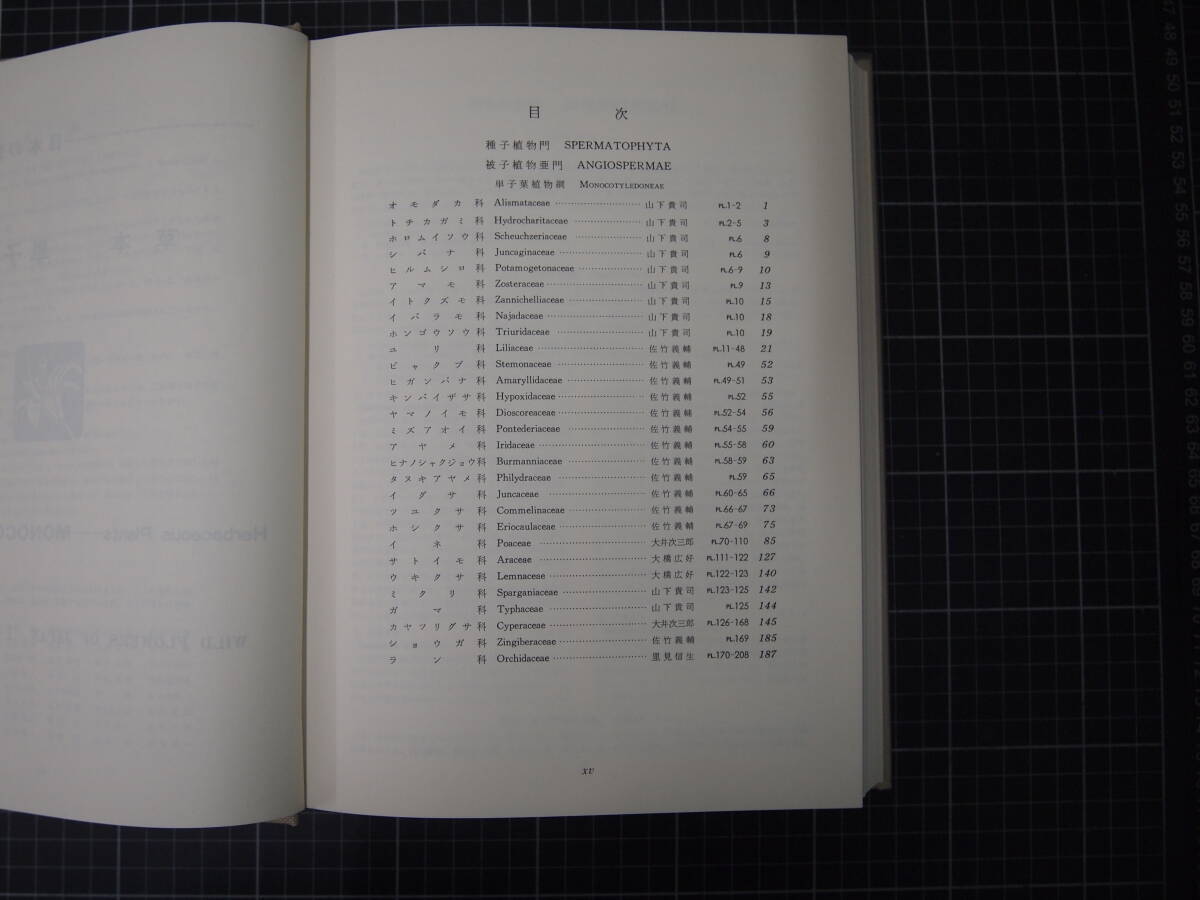 目次
種子植物門 SPERMATOPHYTA
被子植物亜門 ANGIOSPERMAE
単子葉植物綱 MONOCOTYLEDONEAE
オモダカ科 Alismataceae 山下貴司 PL.1-2 1
トチカガミ科 Hydrocharitaceae 山下貴司 PL.2-5 3
ホロムイソウ科 Scheuchzeriaceae 山下貴司 PL.6 8
シバナ科 Juncaginaceae 山下貴司 PL.6 9
ヒルムシロ科 Potamogetonaceae 山下貴司 PL.6-9 10
アマモ科 Zosteraceae 山下貴司 PL.9 13
イトクズモ科 Zannichelliaceae 山下貴司 PL.10 15
イバラモ科 Najadaceae 山下貴司 PL.10 18
ホンゴウソウ科 Triuridaceae 山下貴司 PL.10 19
ユリ科 Liliaceae 佐竹義輔 PL.11-48 21
ビャクブ科 Stemonaceae 佐竹義輔 PL.49 52
ヒガンバナ科 Amaryllidaceae 佐竹義輔 PL.49-51 53
キンバイザサ科 Hypoxidaceae 佐竹義輔 PL.52 55
ヤマノイモ科 Dioscoreaceae 佐竹義輔 PL.52-54 56
ミズアオイ科 Pontederiaceae 佐竹義輔 PL.54-55 59
アヤメ科 Iridaceae 佐竹義輔 PL.55-58 60
ヒナノシャクジョウ科 Burmanniaceae 佐竹義輔 PL.58-59 63
タヌキアヤメ科 Philydraceae 佐竹義輔 PL.59 65
イグサ科 Juncaceae 佐竹義輔 PL.60-65 66
ツユクサ科 Commelinaceae 佐竹義輔 PL.66-67 73
ホシクサ科 Eriocaulaceae 佐竹義輔 PL.67-69 75
イネ科 Poaceae 大井次三郎 PL.70-110 85
サトイモ科 Araceae 大橋広好 PL.111-122 127
ウキクサ科 Lemnaceae 大橋広好 PL.122-123 140
ミクリ科 Sparganiaceae 山下貴司 PL.123-125 142
ガマ科 Typhaceae 山下貴司 PL.125 144
カヤツリグサ科 Cyperaceae 大井次三郎 PL.126-168 145
ショウガ科 Zingiberaceae 佐竹義輔 PL.169 185
ラン科 Orchidaceae 里見信生 PL.170-208 187
xv
47 48 49 50 51 52 53 54 55 56 57 58 59 60 61 62 63 64